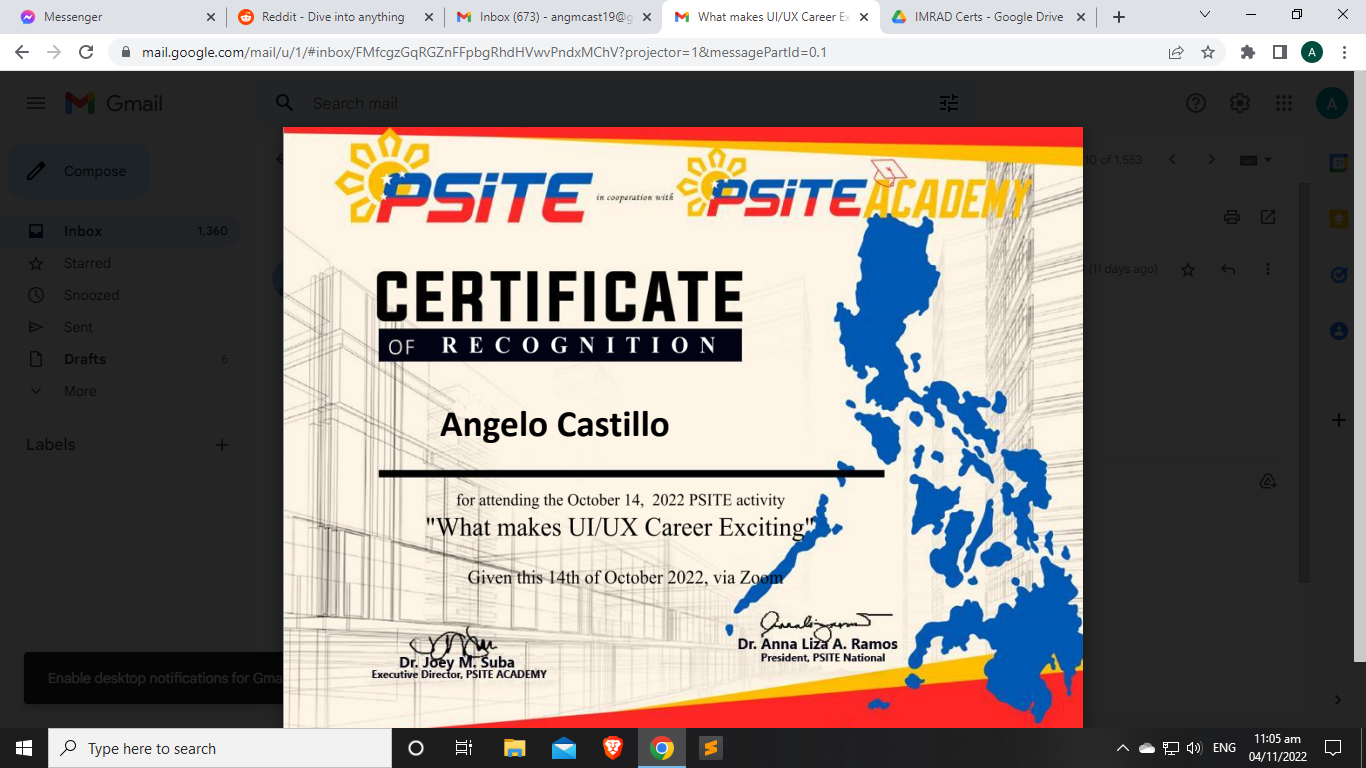 Messenger
Reddit - Dive into anything
Inbox (673) - angmcast19@g
What makes UI/UX Career Ex
IMRAD Certs - Google Drive
mail.google.com/mail/u/1/#inbox/FMfcgzGqRGZnFFpbgRhdHVwvPndxMChV?projector=1&messagePartId=0.1
A
Gmail
Search mail
A
Compose
10 of 1,553
Inbox 1,360
Starred
Snoozed
Sent
Drafts 6
More
Labels
(11 days ago)
PSiTE in cooperation with PSiTE ACADEMY
CERTIFICATE
OF RECOGNITION
Angelo Castillo
for attending the October 14, 2022 PSITE activity
"What makes UI/UX Career Exciting"
Given this 14th of October 2022, via Zoom
Dr. Joey M. Suba
Executive Director, PSITE ACADEMY
Dr. Anna Liza A. Ramos
President, PSITE National
Enable desktop notifications for Gma
Type here to search
ENG
11:05 am
04/11/2022